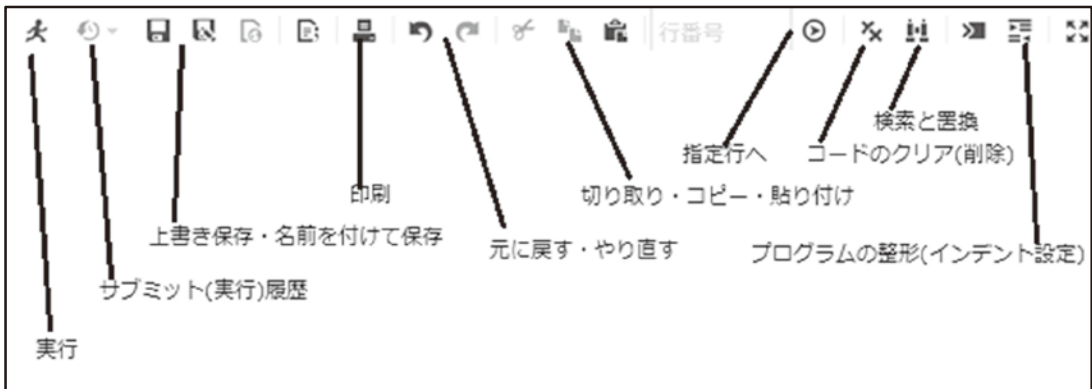 行番号
検索と置換
指定行へ
コードのクリア(削除)
印刷
切り取り・コピー・貼り付け
上書き保存・名前を付けて保存
元に戻す・やり直す
プログラムの整形(インデント設定)
サブミット(実行)履歴
実行